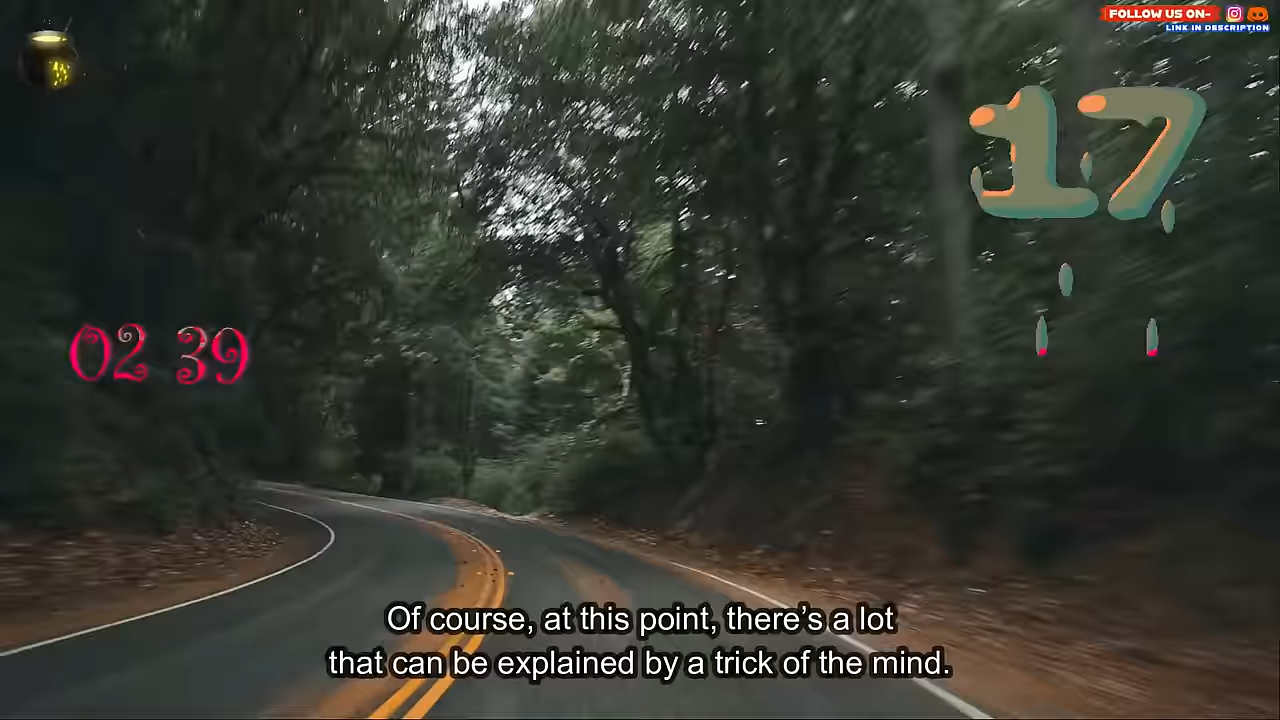 FOLLOW US ON-
LINK IN DESCRIPTION
17
02 39
Of course, at this point, there’s a lot
that can be explained by a trick of the mind.